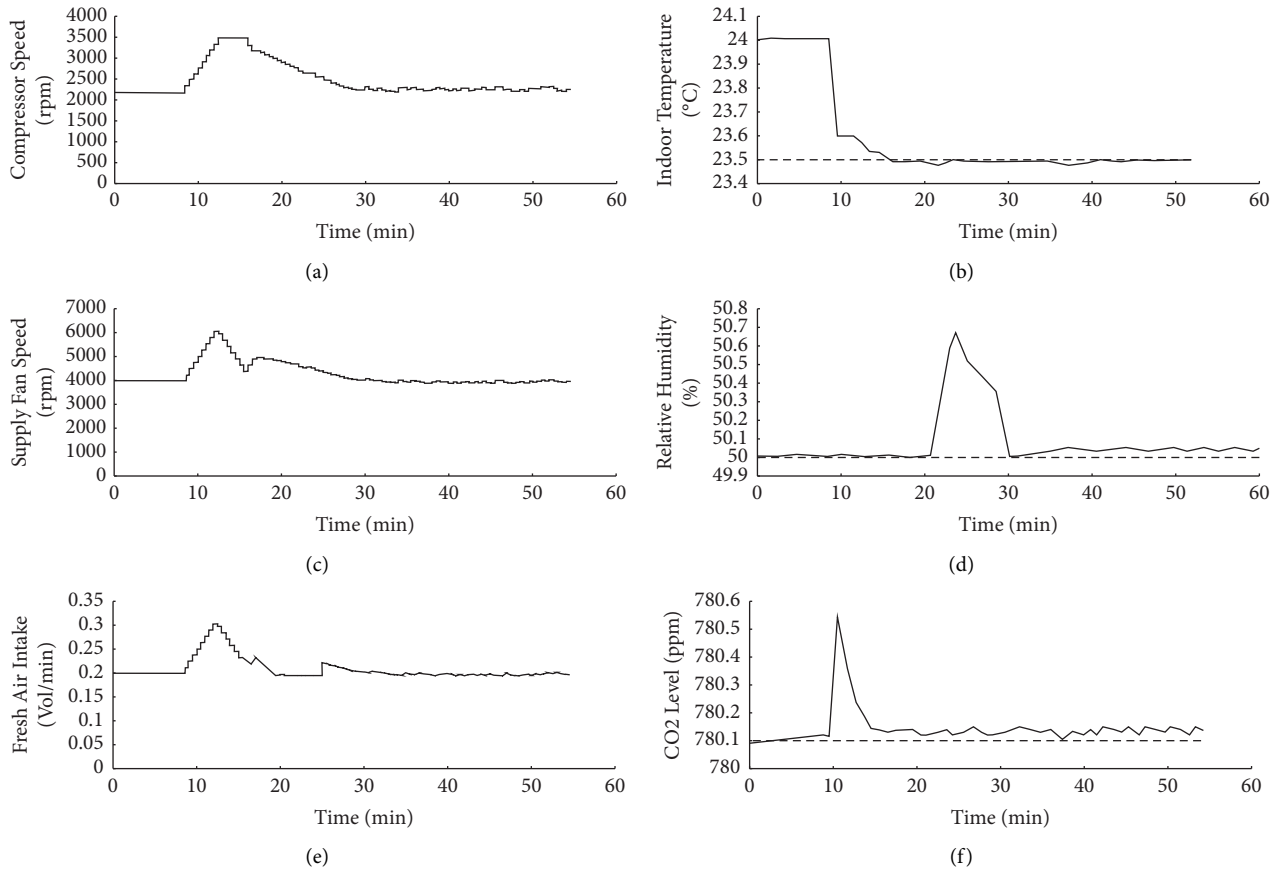 Compressor Speed
(rpm)
4000
3500
3000
2500
2000
1500
1000
500
0
0 10 20 30 40 50 60
Time (min)
(a)
Indoor Temperature
(°C)
24.1
24
23.9
23.8
23.7
23.6
23.5
23.4
0 10 20 30 40 50 60
Time (min)
(b)
Supply Fan Speed
(rpm)
7000
6000
5000
4000
3000
2000
1000
0
0 10 20 30 40 50 60
Time (min)
(c)
Relative Humidity
(%)
50.8
50.7
50.6
50.5
50.4
50.3
50.2
50.1
50
49.9
0 10 20 30 40 50 60
Time (min)
(d)
Fresh Air Intake
(Vol/min)
0.35
0.3
0.25
0.2
0.15
0.1
0.05
0
0 10 20 30 40 50 60
Time (min)
(e)
CO2 Level (ppm)
780.6
780.5
780.4
780.3
780.2
780.1
780
0 10 20 30 40 50 60
Time (min)
(f)